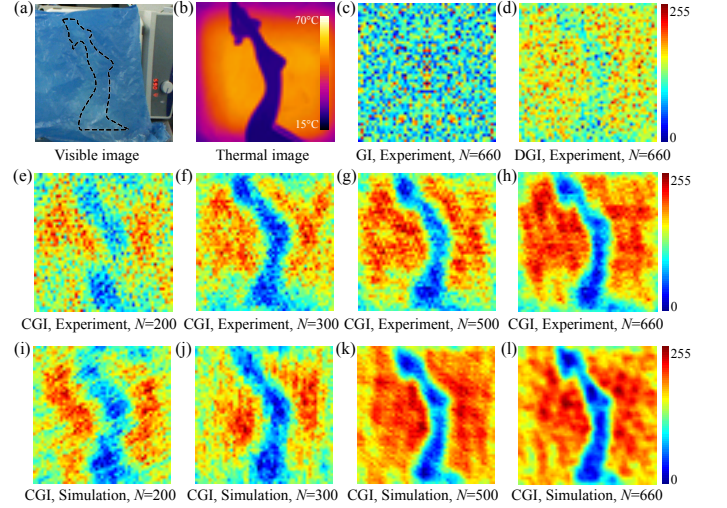 (a) (b) (c) (d)
70°C
15°C
255
0
Visible image Thermal image GI, Experiment, N=660 DGI, Experiment, N=660
(e) (f) (g) (h)
255
0
CGI, Experiment, N=200 CGI, Experiment, N=300 CGI, Experiment, N=500 CGI, Experiment, N=660
(i) (j) (k) (l)
255
0
CGI, Simulation, N=200 CGI, Simulation, N=300 CGI, Simulation, N=500 CGI, Simulation, N=660